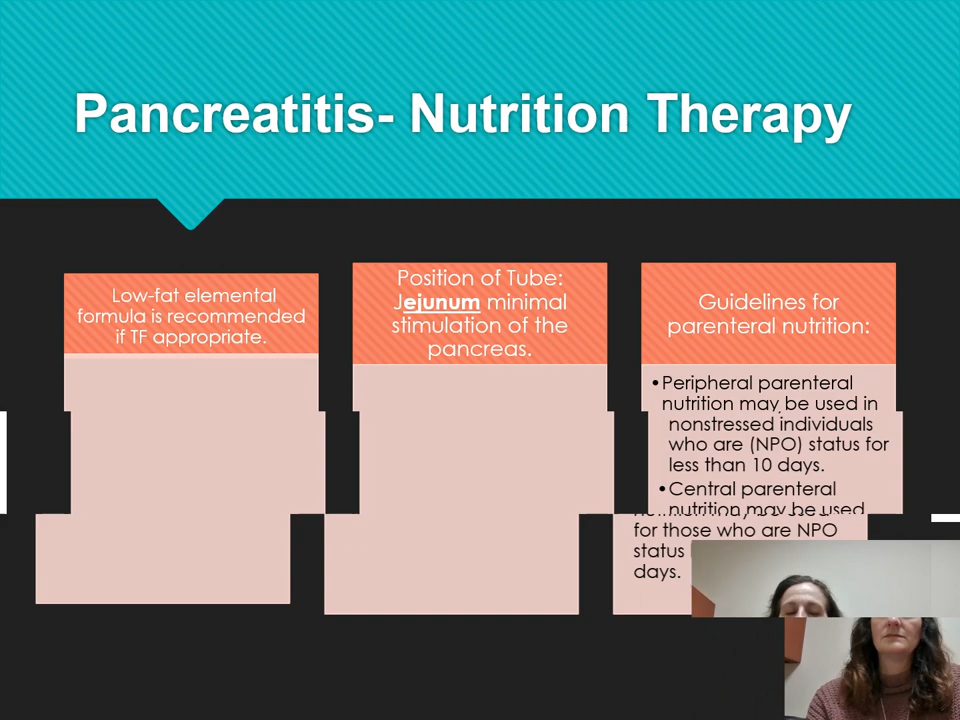 Pancreatitis- Nutrition Therapy
Low-fat elemental
formula is recommended
if TF appropriate.
Position of Tube:
Jejunum minimal
stimulation of the
pancreas.
Guidelines for
parenteral nutrition:
•Peripheral parenteral
nutrition may be used in
nonstressed individuals
who are (NPO) status for
less than 10 days.
•Central parenteral
nutrition may be used
for those who are NPO
status
days.